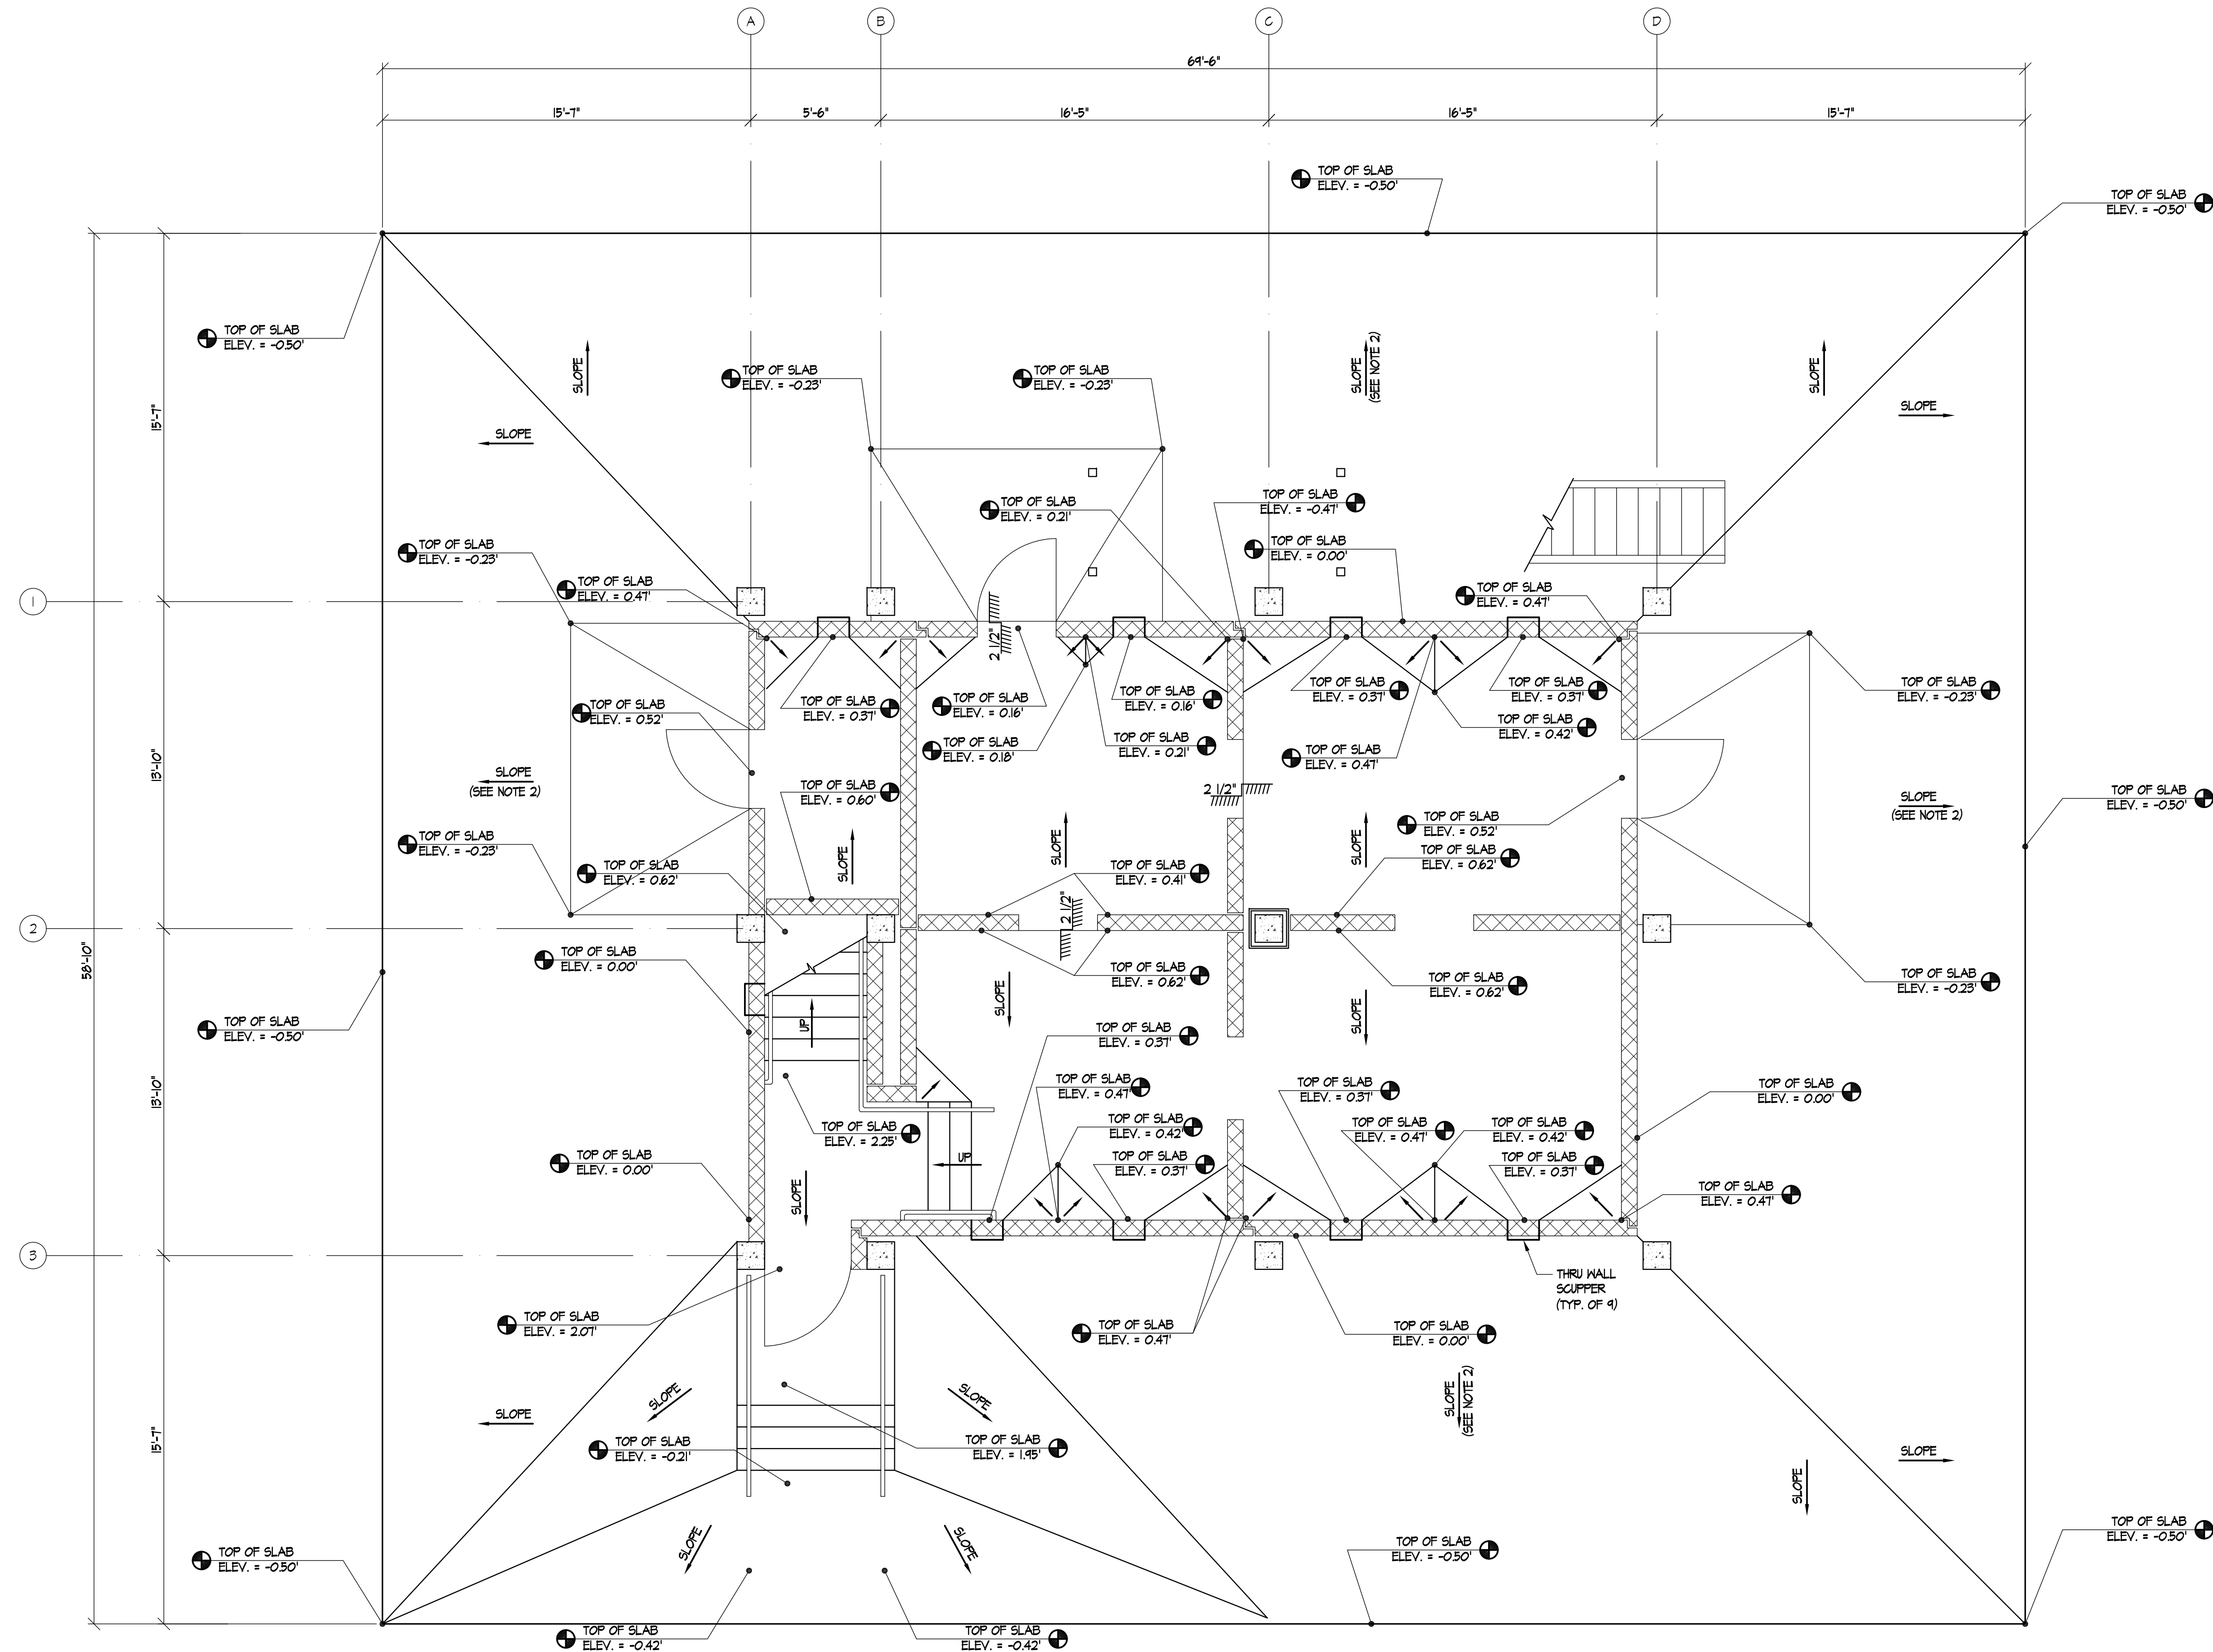 A
B
C
D
69'-6"
15'-7"
5'-6"
16'-5"
16'-5"
15'-7"
TOP OF SLAB
ELEV. = -0.50'
TOP OF SLAB
ELEV. = -0.50'
TOP OF SLAB
ELEV. = -0.50'
SLOPE
SLOPE
(SEE NOTE 2)
SLOPE
TOP OF SLAB
ELEV. = -0.23'
TOP OF SLAB
ELEV. = -0.23'
SLOPE
SLOPE
15'-7"
TOP OF SLAB
ELEV. = 0.21'
TOP OF SLAB
ELEV. = -0.47'
TOP OF SLAB
ELEV. = -0.23'
TOP OF SLAB
ELEV. = 0.00'
TOP OF SLAB
ELEV. = 0.47'
TOP OF SLAB
ELEV. = 0.47'
1
2 1/2"
TOP OF SLAB
ELEV. = 0.52'
TOP OF SLAB
ELEV. = 0.37'
TOP OF SLAB
ELEV. = 0.16'
TOP OF SLAB
ELEV. = 0.16'
TOP OF SLAB
ELEV. = 0.37'
TOP OF SLAB
ELEV. = 0.37'
TOP OF SLAB
ELEV. = -0.23'
TOP OF SLAB
ELEV. = 0.42'
TOP OF SLAB
ELEV. = 0.18'
TOP OF SLAB
ELEV. = 0.21'
TOP OF SLAB
ELEV. = 0.47'
13'-10"
SLOPE
(SEE NOTE 2)
TOP OF SLAB
ELEV. = 0.60'
2 1/2"
SLOPE
(SEE NOTE 2)
TOP OF SLAB
ELEV. = -0.50'
TOP OF SLAB
ELEV. = 0.52'
TOP OF SLAB
ELEV. = -0.23'
SLOPE
SLOPE
SLOPE
TOP OF SLAB
ELEV. = 0.62'
TOP OF SLAB
ELEV. = 0.62'
TOP OF SLAB
ELEV. = 0.41'
2 1/2"
2
58'-10"
TOP OF SLAB
ELEV. = 0.00'
TOP OF SLAB
ELEV. = 0.62'
TOP OF SLAB
ELEV. = 0.62'
TOP OF SLAB
ELEV. = -0.23'
SLOPE
SLOPE
TOP OF SLAB
ELEV. = -0.50'
UP
TOP OF SLAB
ELEV. = 0.37'
13'-10"
TOP OF SLAB
ELEV. = 0.47'
TOP OF SLAB
ELEV. = 0.37'
TOP OF SLAB
ELEV. = 0.00'
TOP OF SLAB
ELEV. = 2.25'
TOP OF SLAB
ELEV. = 0.42'
TOP OF SLAB
ELEV. = 0.47'
TOP OF SLAB
ELEV. = 0.42'
TOP OF SLAB
ELEV. = 0.00'
UP
TOP OF SLAB
ELEV. = 0.37'
TOP OF SLAB
ELEV. = 0.37'
SLOPE
TOP OF SLAB
ELEV. = 0.47'
3
THRU WALL
SCUPPER
(TYP. OF 9)
TOP OF SLAB
ELEV. = 2.07'
TOP OF SLAB
ELEV. = 0.47'
TOP OF SLAB
ELEV. = 0.00'
SLOPE
SLOPE
SLOPE
SLOPE
(SEE NOTE 2)
15'-7"
TOP OF SLAB
ELEV. = -0.21'
TOP OF SLAB
ELEV. = 1.95'
SLOPE
SLOPE
SLOPE
SLOPE
TOP OF SLAB
ELEV. = -0.50'
TOP OF SLAB
ELEV. = -0.50'
TOP OF SLAB
ELEV. = -0.50'
TOP OF SLAB
ELEV. = -0.42'
TOP OF SLAB
ELEV. = -0.42'